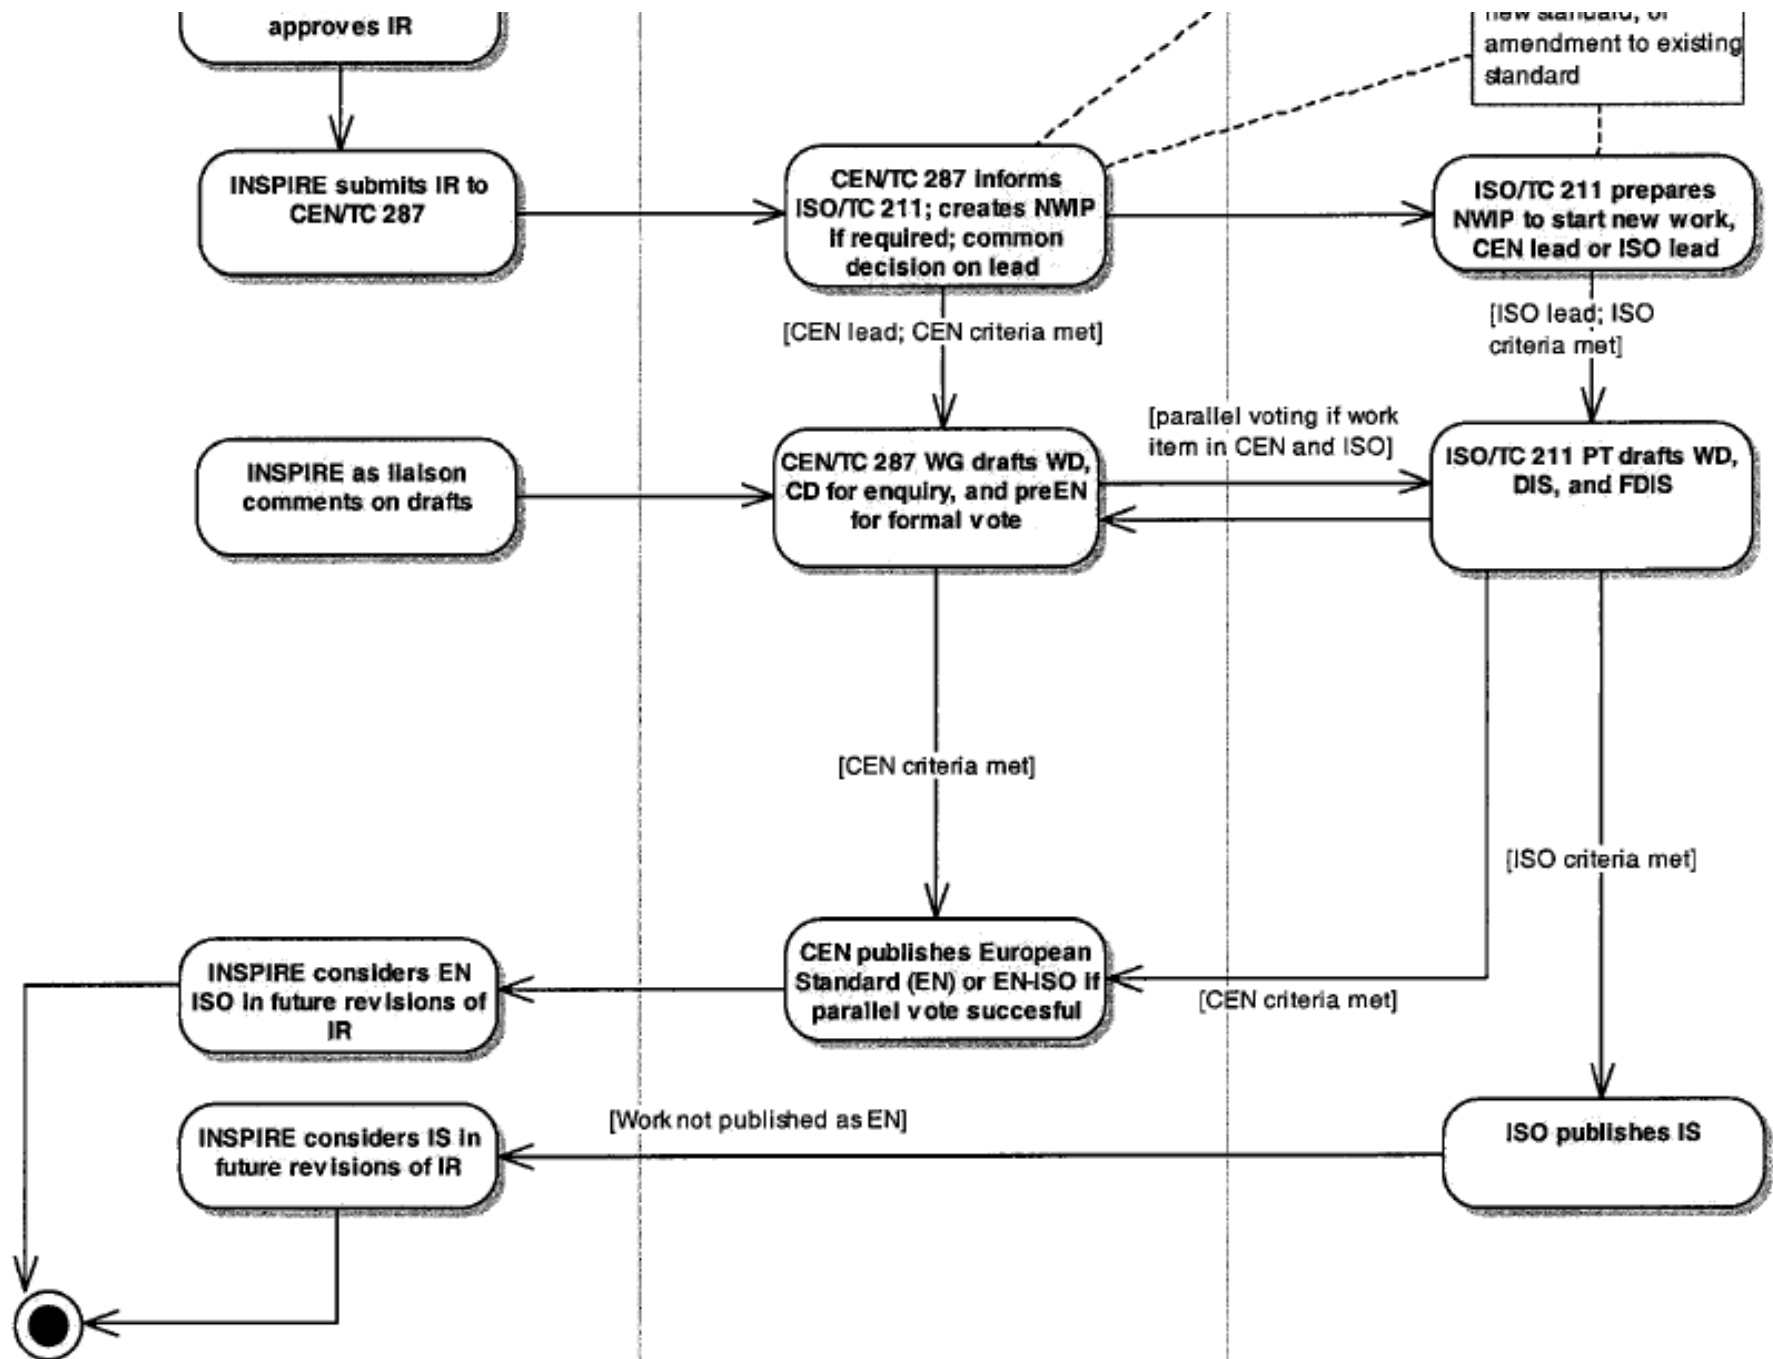 approves IR
new standard, or
amendment to existing
standard
INSPIRE submits IR to
CEN/TC 287
CEN/TC 287 informs
ISO/TC 211; creates NWIP
if required; common
decision on lead
ISO/TC 211 prepares
NWIP to start new work,
CEN lead or ISO lead
[CEN lead; CEN criteria met]
[ISO lead; ISO
criteria met]
[parallel voting if work
item in CEN and ISO]
INSPIRE as liaison
comments on drafts
CEN/TC 287 WG drafts WD,
CD for enquiry, and preEN
for formal vote
ISO/TC 211 PT drafts WD,
DIS, and FDIS
[CEN criteria met]
[ISO criteria met]
INSPIRE considers EN
ISO in future revisions of
IR
CEN publishes European
Standard (EN) or EN-ISO if
parallel vote succesful
[CEN criteria met]
INSPIRE considers IS in
future revisions of IR
[Work not published as EN]
ISO publishes IS